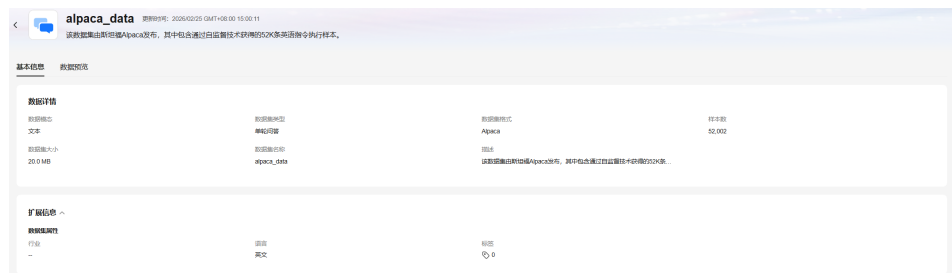 alpaca_data 更新时间：2026/02/25 GMT+08:00 15:00:11
该数据集由斯坦福Alpaca发布，其中包含通过自监督技术获得的52K条英语指令执行样本。
基本信息 数据预览
数据详情
数据模态 数据集类型 数据集格式 样本数
文本 单轮问答 Alpaca 52,002
数据集大小 数据集名称 描述
20.0 MB alpaca_data 该数据集由斯坦福Alpaca发布，其中包含通过自监督技术获得的52K条...
扩展信息
数据集属性
行业 语言 标签
-- 英文 0